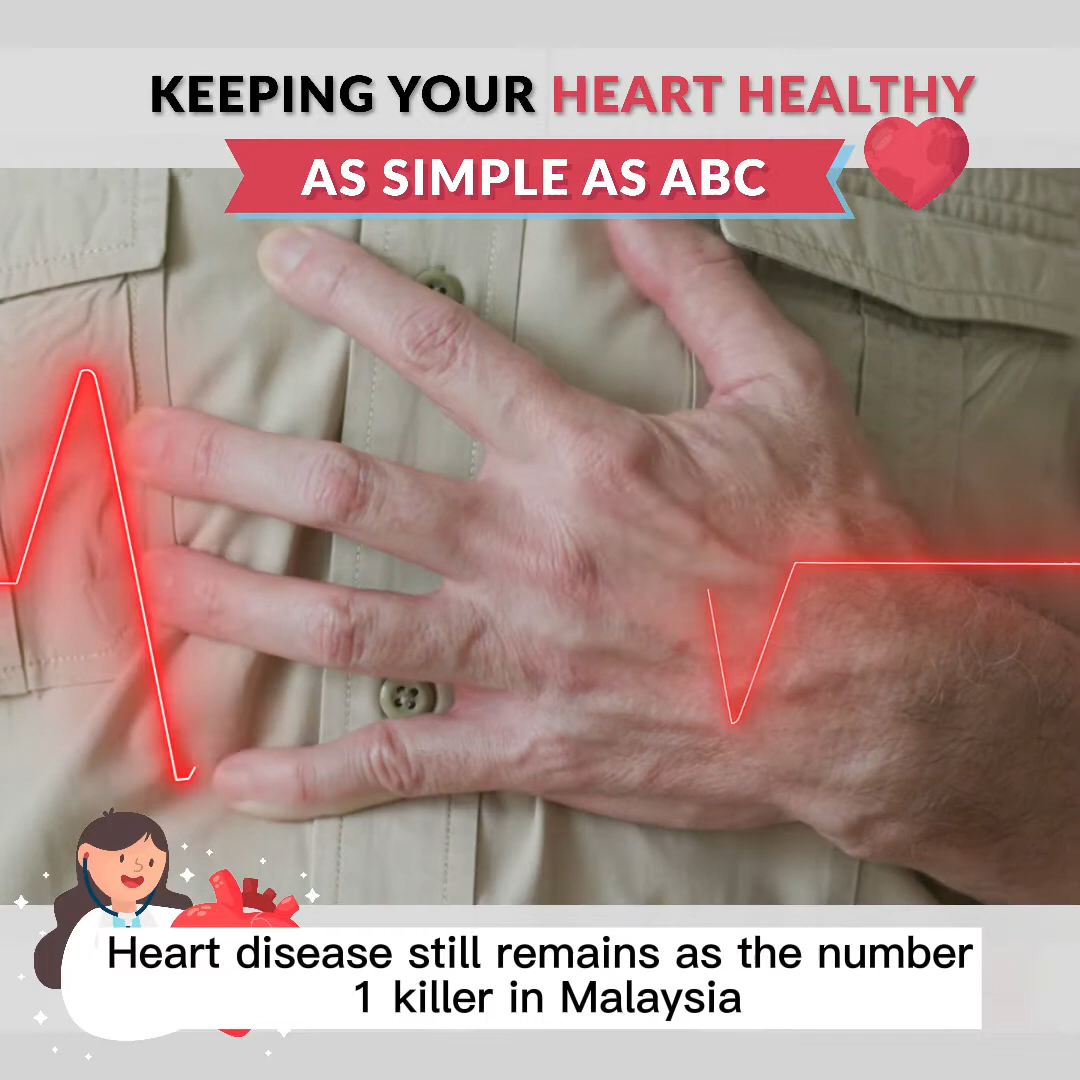 KEEPING YOUR HEART HEALTHY
AS SIMPLE AS ABC
Heart disease still remains as the number
1 killer in Malaysia